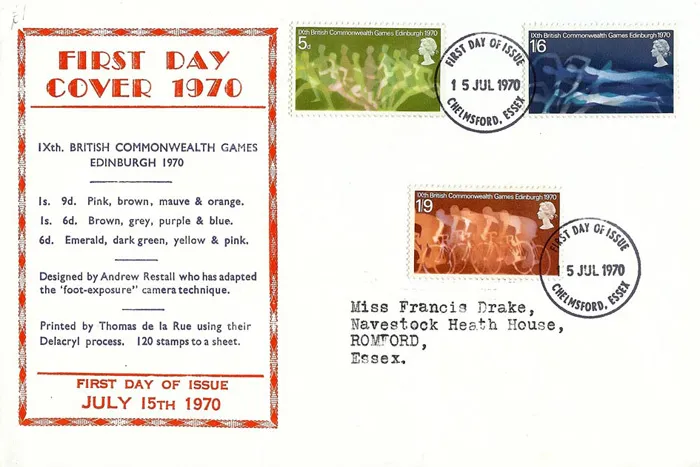 £1
FIRST DAY
COVER 1970
IXth. BRITISH COMMONWEALTH GAMES
EDINBURGH 1970
1s. 9d. Pink, brown, mauve & orange.
1s. 6d. Brown, grey, purple & blue.
6d. Emerald, dark green, yellow & pink.
Designed by Andrew Restall who has adapted
the 'foot-exposure" camera technique.
Printed by Thomas de la Rue using their
Delacryl process. 120 stamps to a sheet.
FIRST DAY OF ISSUE
JULY 15TH 1970
IXth British Commonwealth Games Edinburgh 1970
5d
FIRST DAY OF ISSUE
15 JUL 1970
CHELMSFORD, ESSEX
IXth British Commonwealth Games Edinburgh 1970
1/6
IXth British Commonwealth Games Edinburgh 1970
1/9
FIRST DAY OF ISSUE
5 JUL 1970
CHELMSFORD, ESSEX
Miss Francis Drake,
Navestock Heath House,
ROMFORD,
Essex.